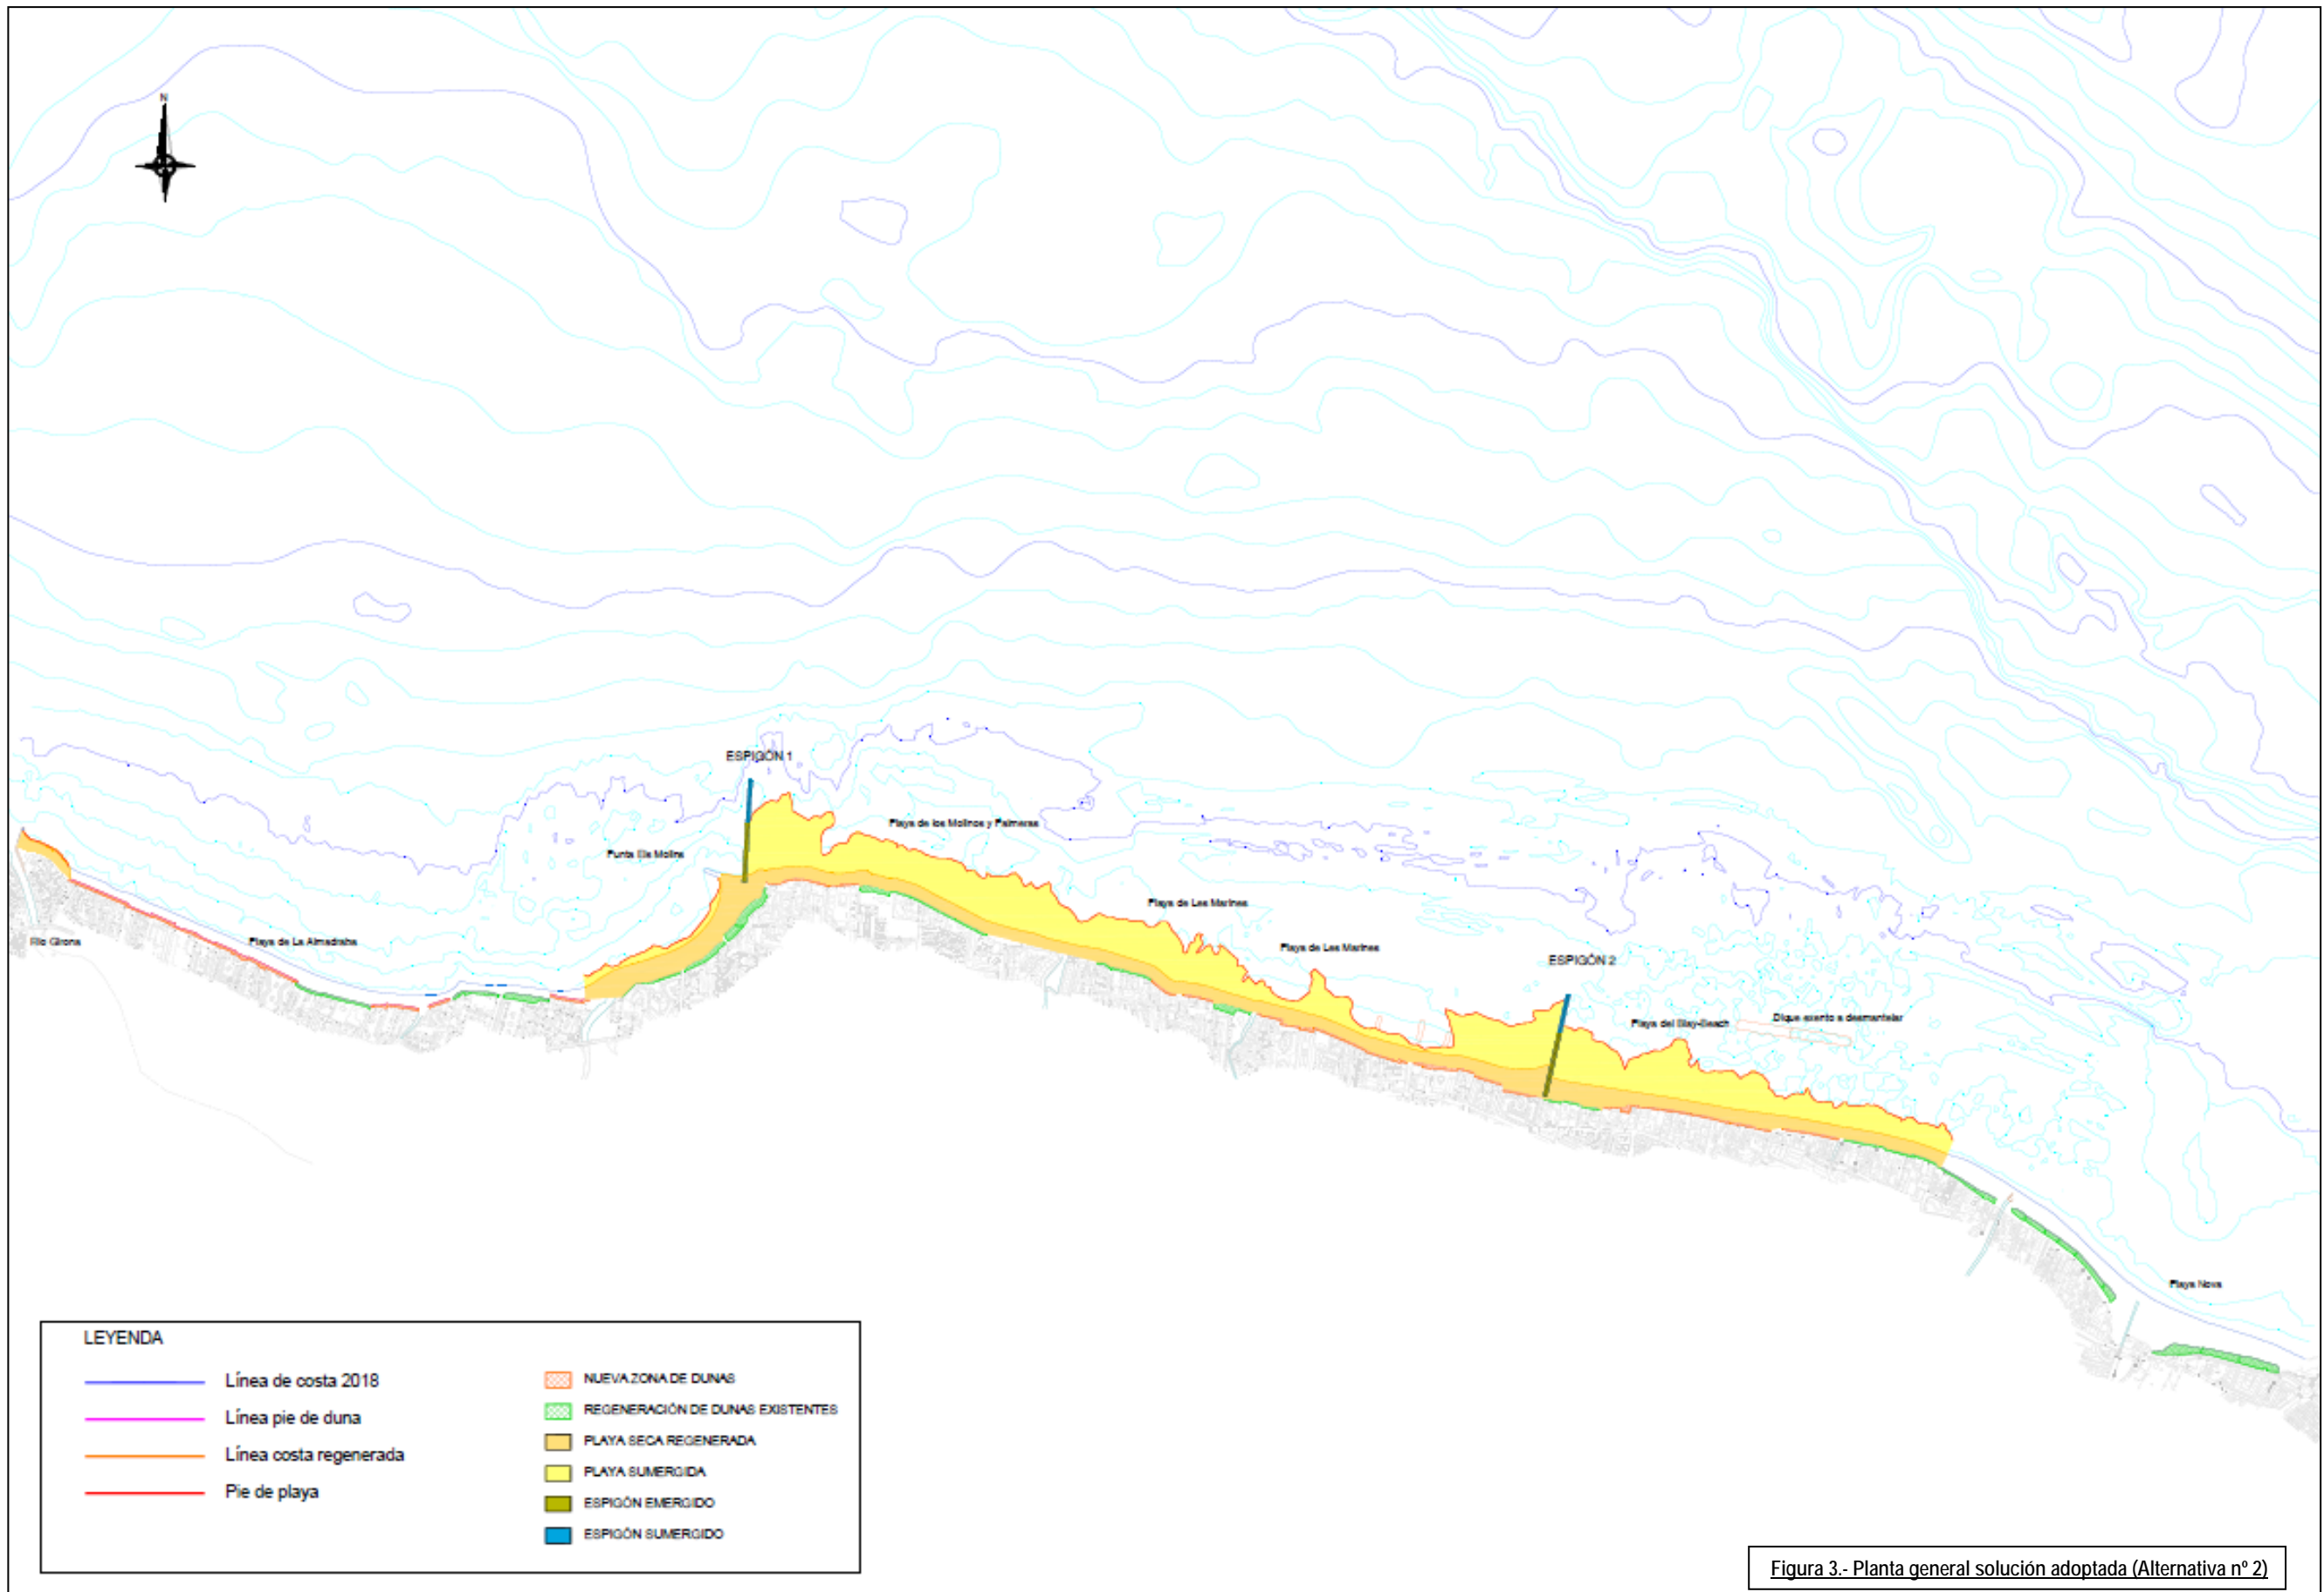 N
ESPIGÓN 1
Playa de los Molinos y Palmeras
Punta Els Molins
Playa de Les Marines
Río Girona
Playa de La Almadraba
Playa de Les Marines
ESPIGÓN 2
Playa del Blay-Beach
Dique exento a desmantelar
Playa Nova
LEYENDA
Línea de costa 2018
Línea pie de duna
Línea costa regenerada
Pie de playa
NUEVA ZONA DE DUNAS
REGENERACIÓN DE DUNAS EXISTENTES
PLAYA SECA REGENERADA
PLAYA SUMERGIDA
ESPIGÓN EMERGIDO
ESPIGÓN SUMERGIDO
Figura 3.- Planta general solución adoptada (Alternativa nº 2)